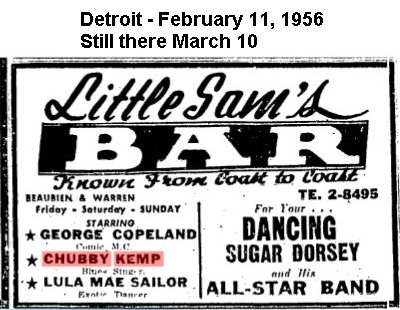 Detroit - February 11, 1956
Still there March 10
Little Sam's
BAR
Known From Coast to Coast
BEAUBIEN & WARREN
Friday - Saturday - SUNDAY
STARRING
★ GEORGE COPELAND
Comic M.C.
★ CHUBBY KEMP
Blues Singer
★ LULA MAE SAILOR
Exotic Dancer
TE. 2-8495
For Your . . .
DANCING
SUGAR DORSEY
and His
ALL-STAR BAND